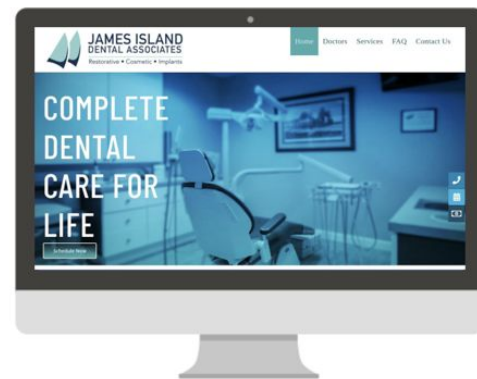 JAMES ISLAND
DENTAL ASSOCIATES
Restorative • Cosmetic • Implants
Home Doctors Services FAQ Contact Us
COMPLETE
DENTAL
CARE FOR
LIFE
Schedule Now